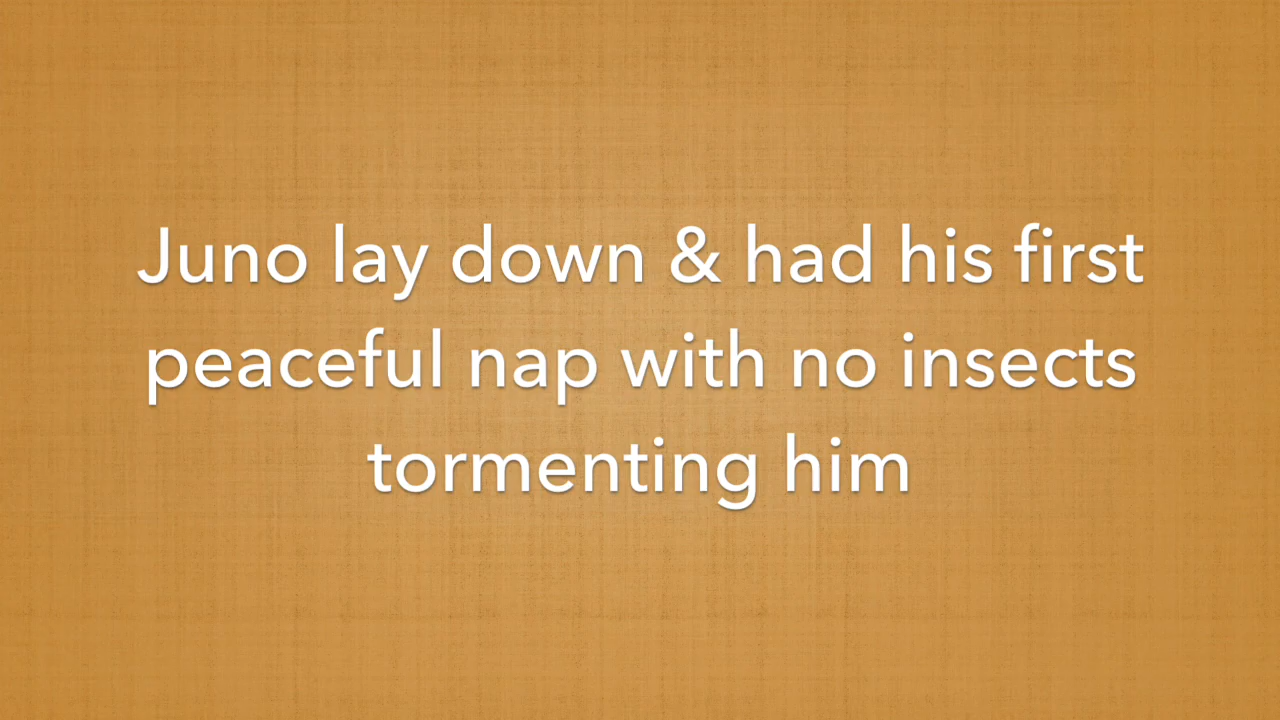 Juno lay down & had his first
peaceful nap with no insects
tormenting him